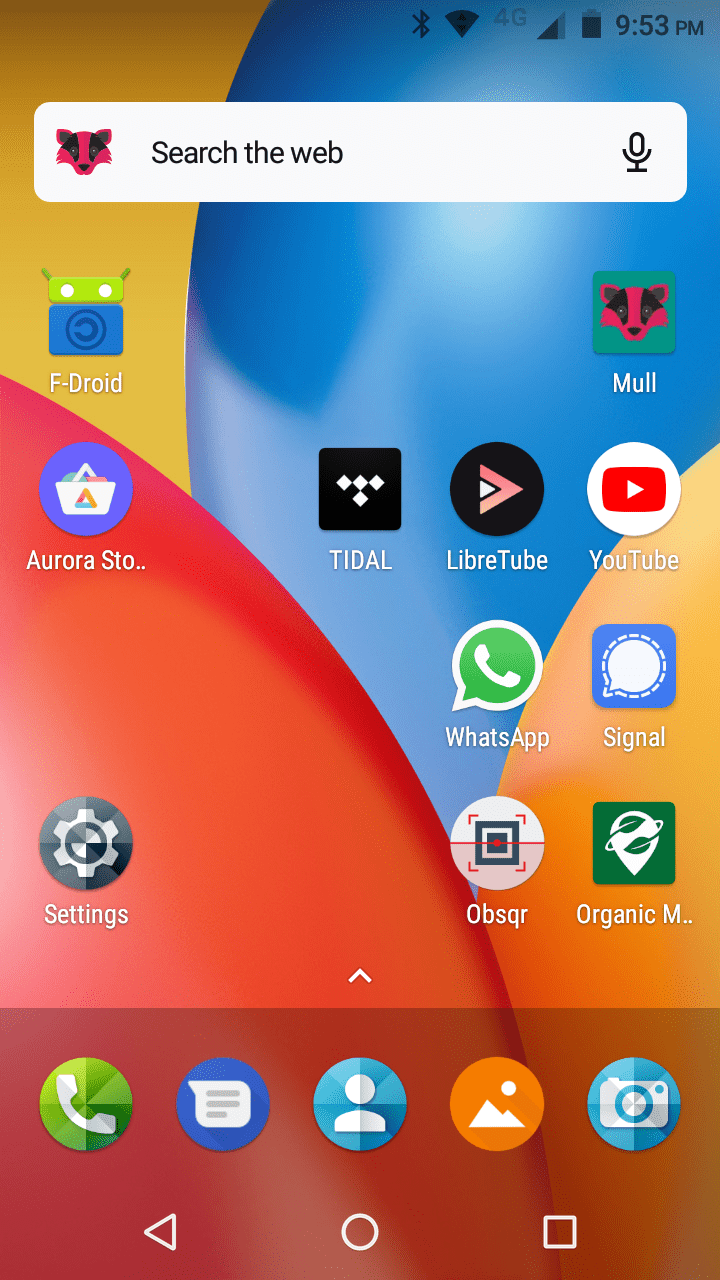 4G 9:53 PM
Search the web
F-Droid Mull
Aurora Sto.. TIDAL LibreTube YouTube
WhatsApp Signal
Settings Obsqr Organic M..